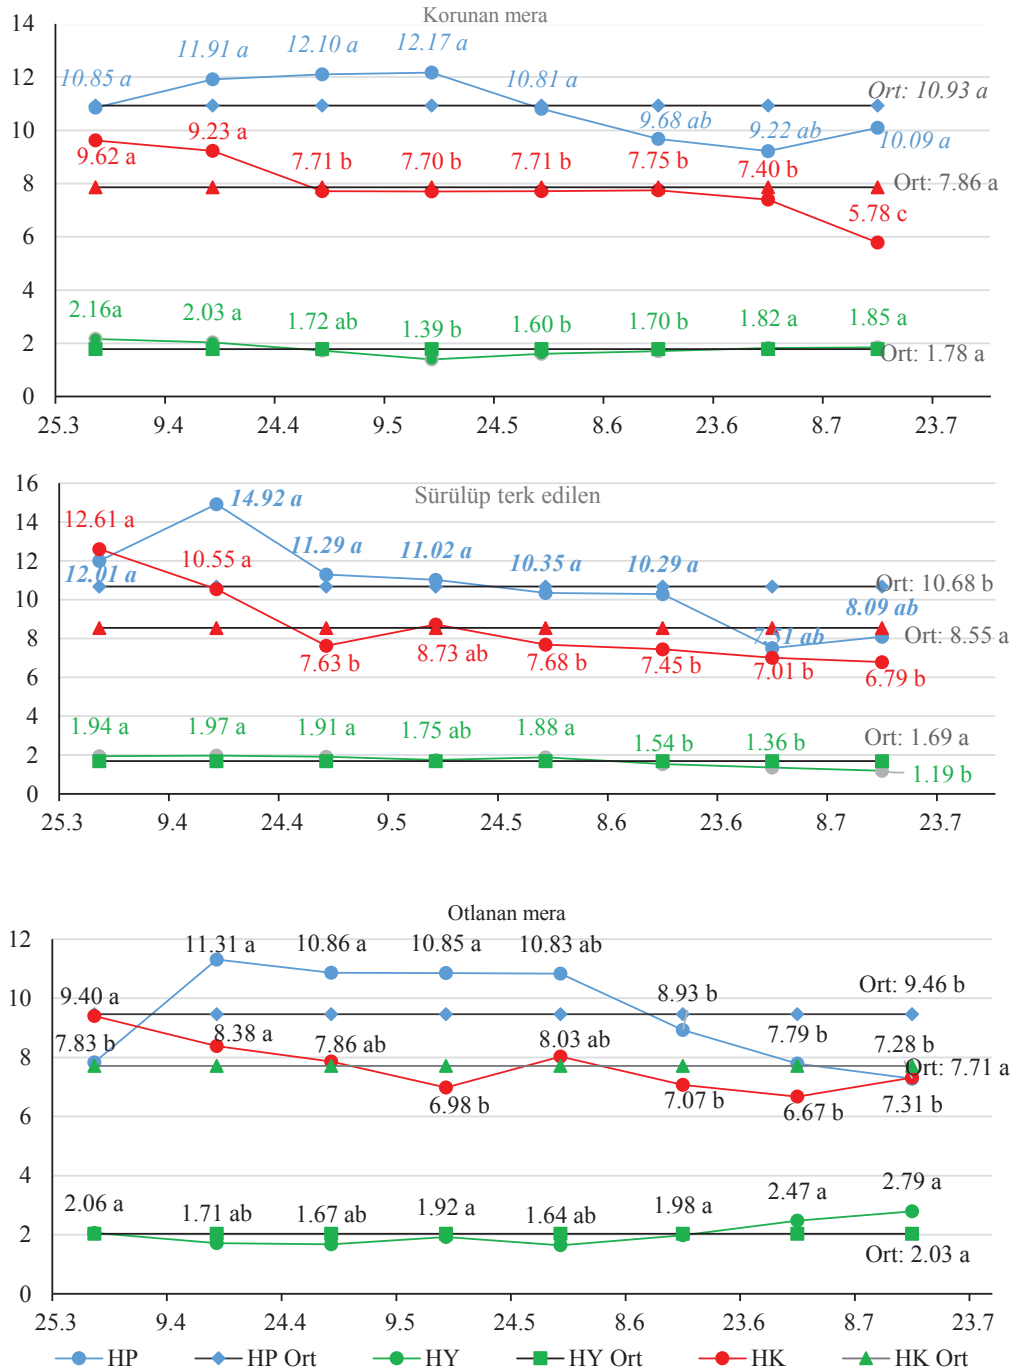 Korunan mera
14
12
10
8
6
4
2
0
10.85 a 11.91 a 12.10 a 12.17 a 10.81 a 9.68 ab 9.22 ab 10.09 a
Ort: 10.93 a
9.62 a 9.23 a 7.71 b 7.70 b 7.71 b 7.75 b 7.40 b 5.78 c
Ort: 7.86 a
2.16a 2.03 a 1.72 ab 1.39 b 1.60 b 1.70 b 1.82 a 1.85 a
Ort: 1.78 a
25.3 9.4 24.4 9.5 24.5 8.6 23.6 8.7 23.7
Sürülüp terk edilen
16
14
12
10
8
6
4
2
0
12.01 a 14.92 a 11.29 a 11.02 a 10.35 a 10.29 a 7.51 ab 8.09 ab
Ort: 10.68 b
12.61 a 10.55 a 7.63 b 8.73 ab 7.68 b 7.45 b 7.01 b 6.79 b
Ort: 8.55 a
1.94 a 1.97 a 1.91 a 1.75 ab 1.88 a 1.54 b 1.36 b 1.19 b
Ort: 1.69 a
25.3 9.4 24.4 9.5 24.5 8.6 23.6 8.7 23.7
Otlanan mera
12
10
8
6
4
2
0
7.83 b 11.31 a 10.86 a 10.85 a 10.83 ab 8.93 b 7.79 b 7.28 b
Ort: 9.46 b
9.40 a 8.38 a 7.86 ab 6.98 b 8.03 ab 7.07 b 6.67 b 7.31 b
Ort: 7.71 a
2.06 a 1.71 ab 1.67 ab 1.92 a 1.64 ab 1.98 a 2.47 a 2.79 a
Ort: 2.03 a
25.3 9.4 24.4 9.5 24.5 8.6 23.6 8.7 23.7
HP HP Ort HY HY Ort HK HK Ort